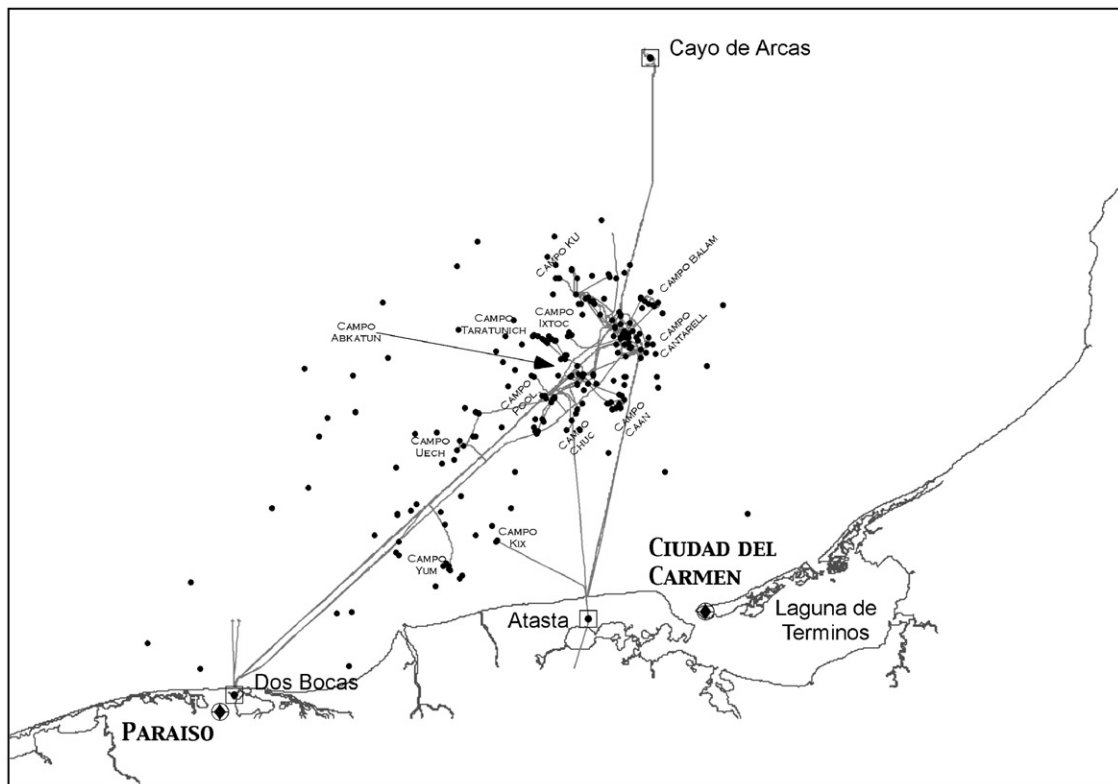 Cayo de Arcas
Campo Ku
Campo Balam
Campo
Ixtoc
Campo
Taratunich
Campo
Abkatun
Campo
Cantarell
Campo
Pool
Campo
Caan
Campo
Chuc
Campo
Uech
Campo
Kix
Campo
Yum
Ciudad del
Carmen
Laguna de
Terminos
Atasta
Dos Bocas
Paraiso